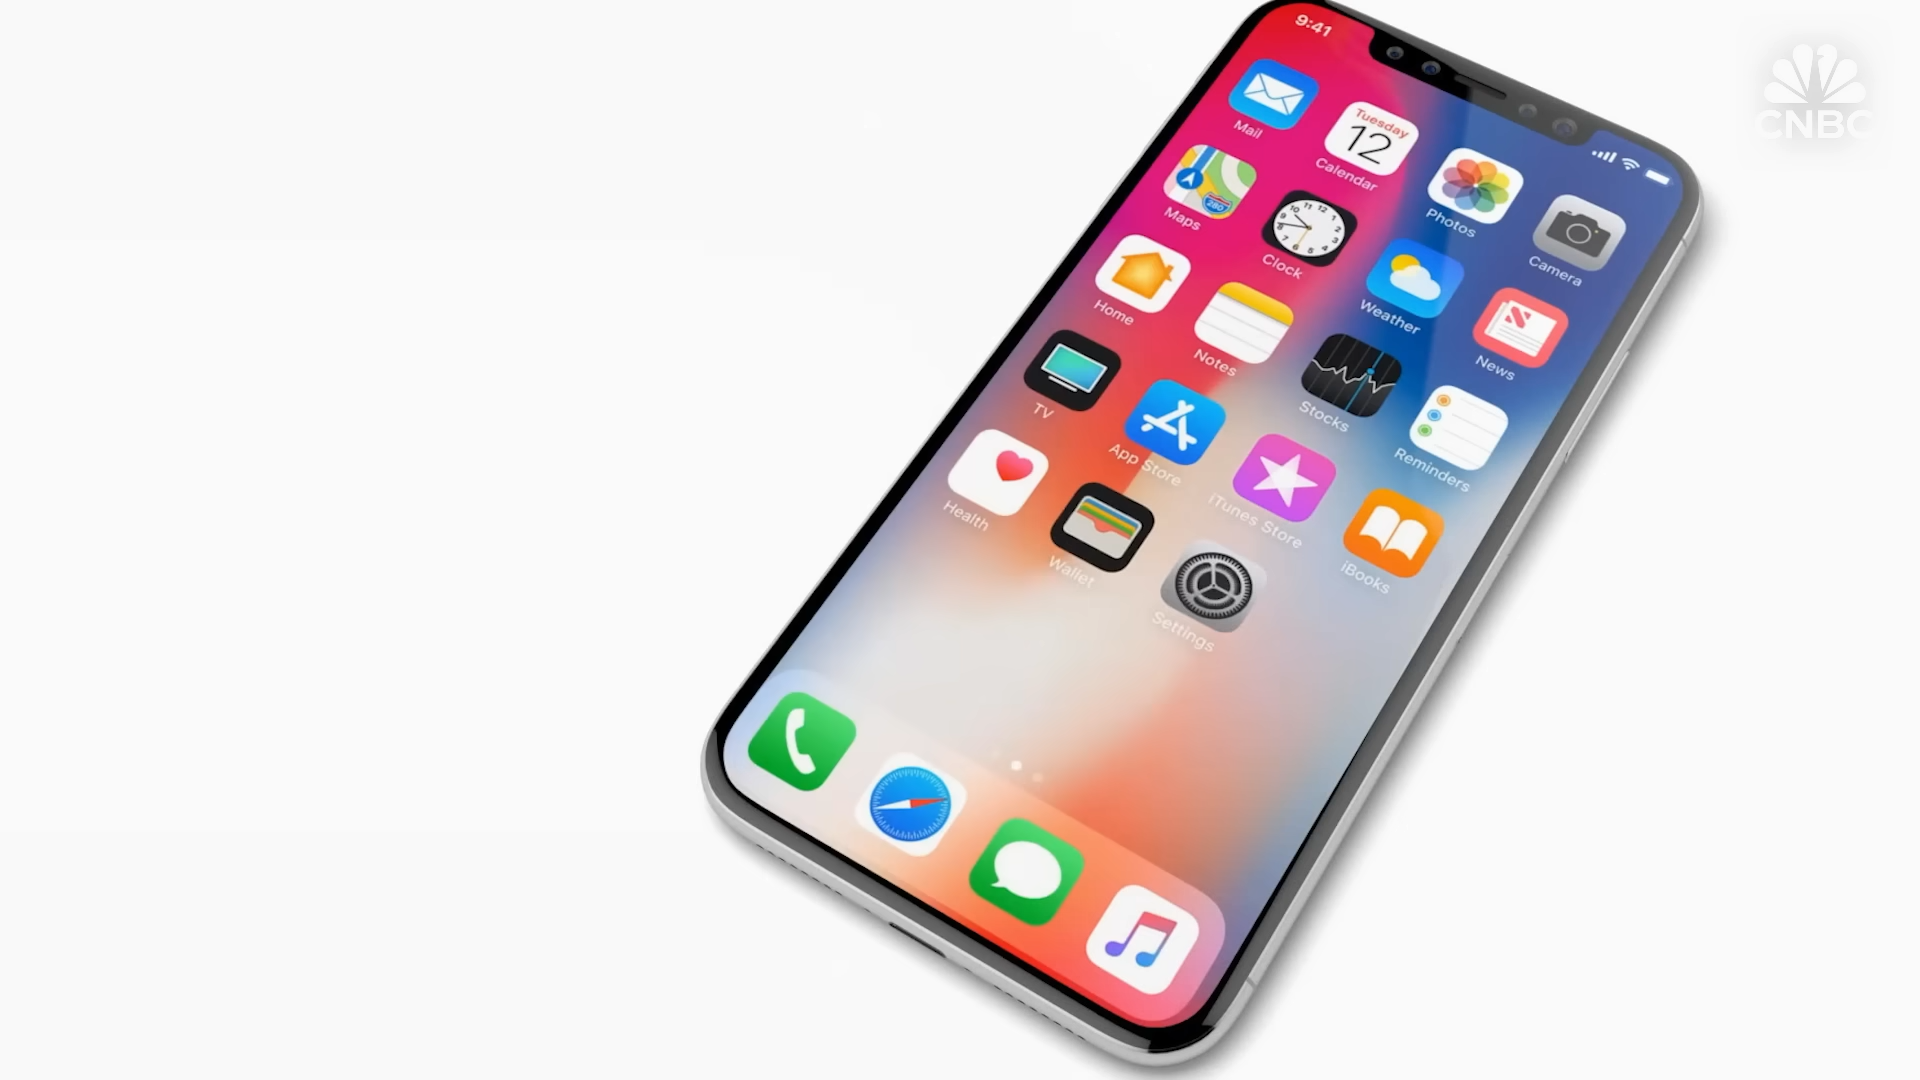 9:41
CNBC
Mail
Tuesday
12
Calendar
Photos
Camera
280
Maps
Clock
Weather
News
Home
Notes
Stocks
Reminders
TV
App Store
iTunes Store
iBooks
Health
Wallet
Settings